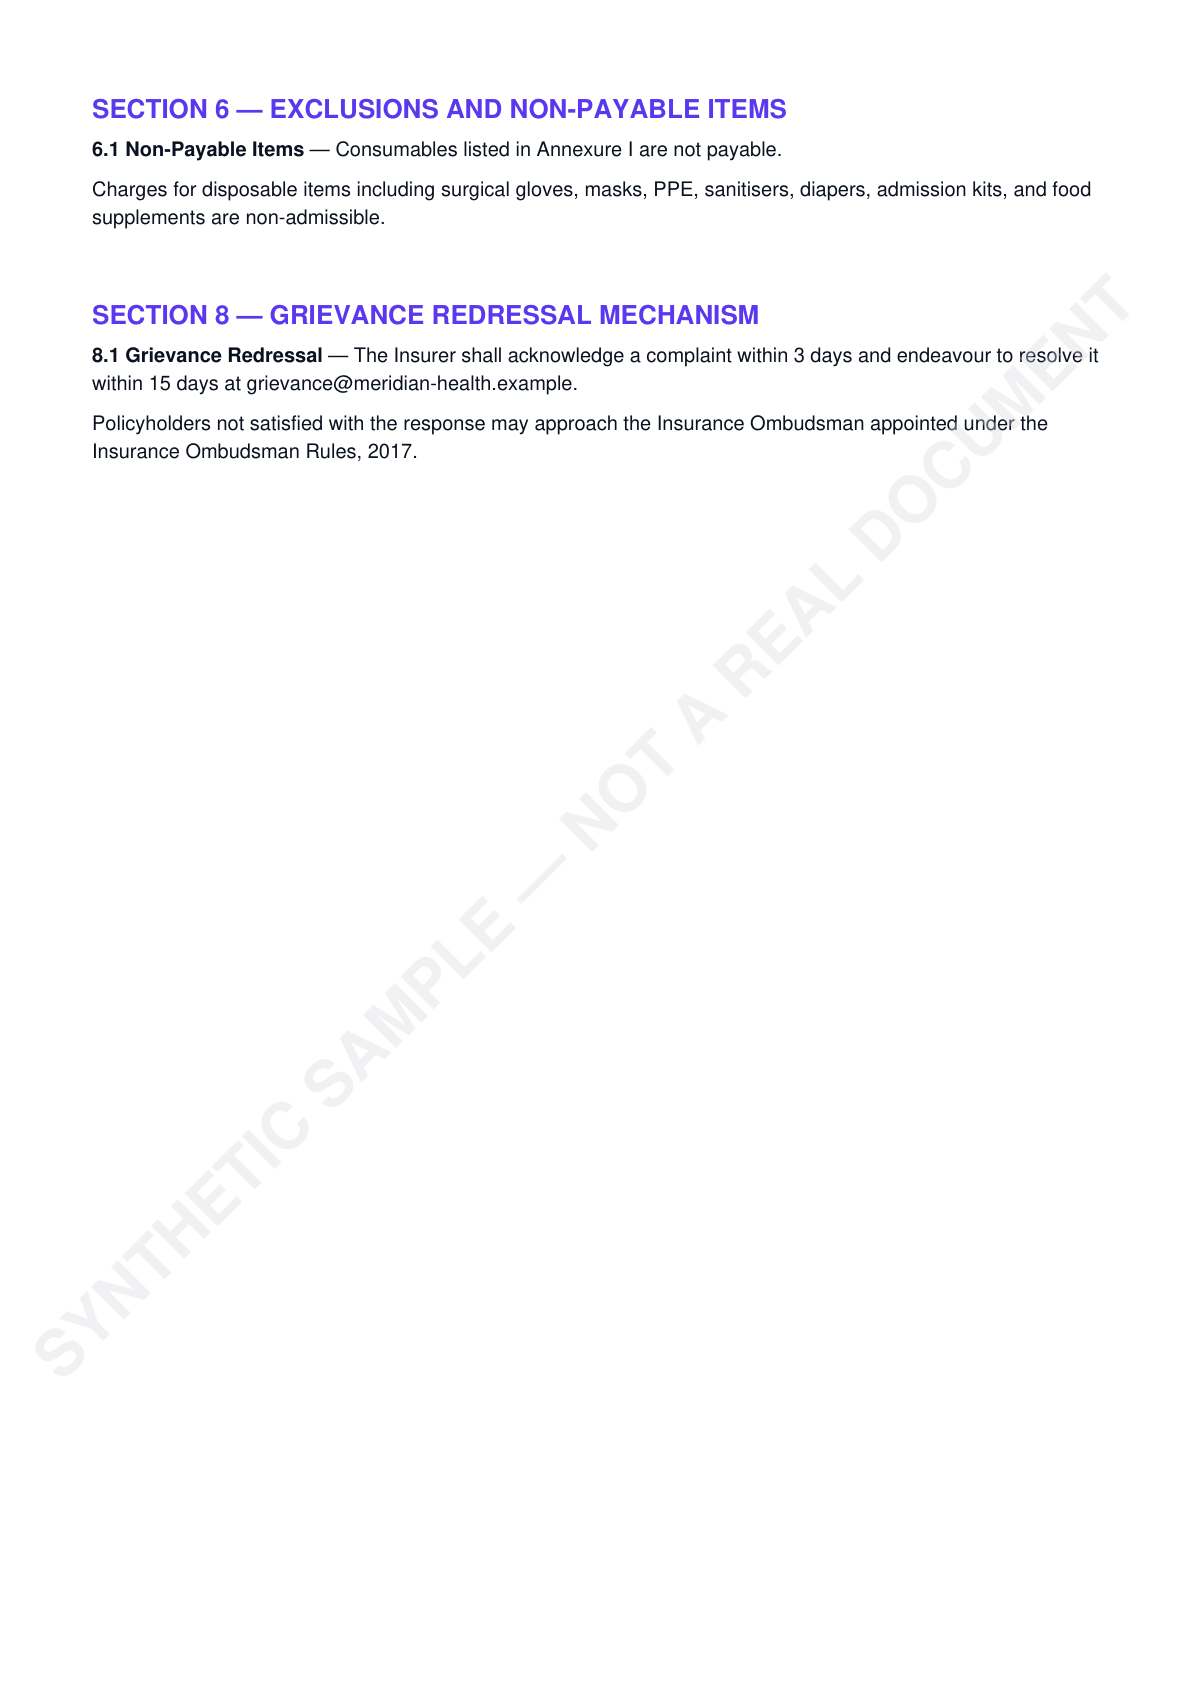 SECTION 6 — EXCLUSIONS AND NON-PAYABLE ITEMS
6.1 Non-Payable Items — Consumables listed in Annexure I are not payable.
Charges for disposable items including surgical gloves, masks, PPE, sanitisers, diapers, admission kits, and food
supplements are non-admissible.
SECTION 8 — GRIEVANCE REDRESSAL MECHANISM
8.1 Grievance Redressal — The Insurer shall acknowledge a complaint within 3 days and endeavour to resolve it
within 15 days at grievance@meridian-health.example.
Policyholders not satisfied with the response may approach the Insurance Ombudsman appointed under the
Insurance Ombudsman Rules, 2017.
SYNTHETIC SAMPLE — NOT A REAL DOCUMENT